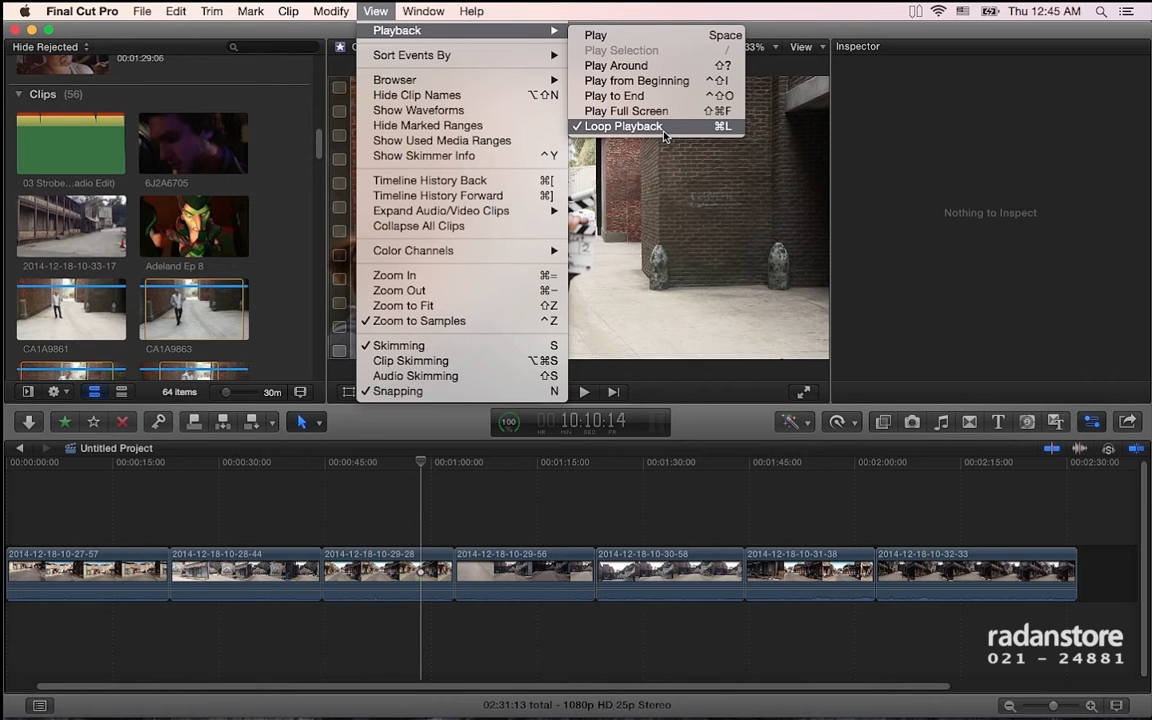 Final Cut Pro File Edit Trim Mark Clip Modify View Window Help Thu 12:45 AM
Hide Rejected
00:01:29:06
Clips (56)
03 Strobe...adio Edit)
6J2A6705
2014-12-18-10-33-17
Adeland Ep 8
CA1A9861
CA1A9863
64 items
30m
Playback
Sort Events By
Browser
Hide Clip Names ⌥⇧N
Show Waveforms
Hide Marked Ranges
Show Used Media Ranges
Show Skimmer Info ^Y
Timeline History Back ⌘[
Timeline History Forward ⌘]
Expand Audio/Video Clips
Collapse All Clips
Color Channels
Zoom In ⌘=
Zoom Out ⌘−
Zoom to Fit ⇧Z
✓ Zoom to Samples ^Z
✓ Skimming S
Clip Skimming ⌥⌘S
Audio Skimming ⇧S
✓ Snapping N
Play Space
Play Selection /
Play Around ⇧?
Play from Beginning ^⇧I
Play to End ^⇧O
Play Full Screen ⇧⌘F
✓ Loop Playback ⌘L
33% View
Inspector
Nothing to Inspect
100
10:10:14
HR MIN SEC FR
Untitled Project
00:00:00:00 00:00:15:00 00:00:30:00 00:00:45:00 00:01:00:00 00:01:15:00 00:01:30:00 00:01:45:00 00:02:00:00 00:02:15:00 00:02:30:00
2014-12-18-10-27-57 2014-12-18-10-28-44 2014-12-18-10-29-28 2014-12-18-10-29-56 2014-12-18-10-30-58 2014-12-18-10-31-38 2014-12-18-10-32-33
radanstore
021 - 24881
02:31:13 total - 1080p HD 25p Stereo